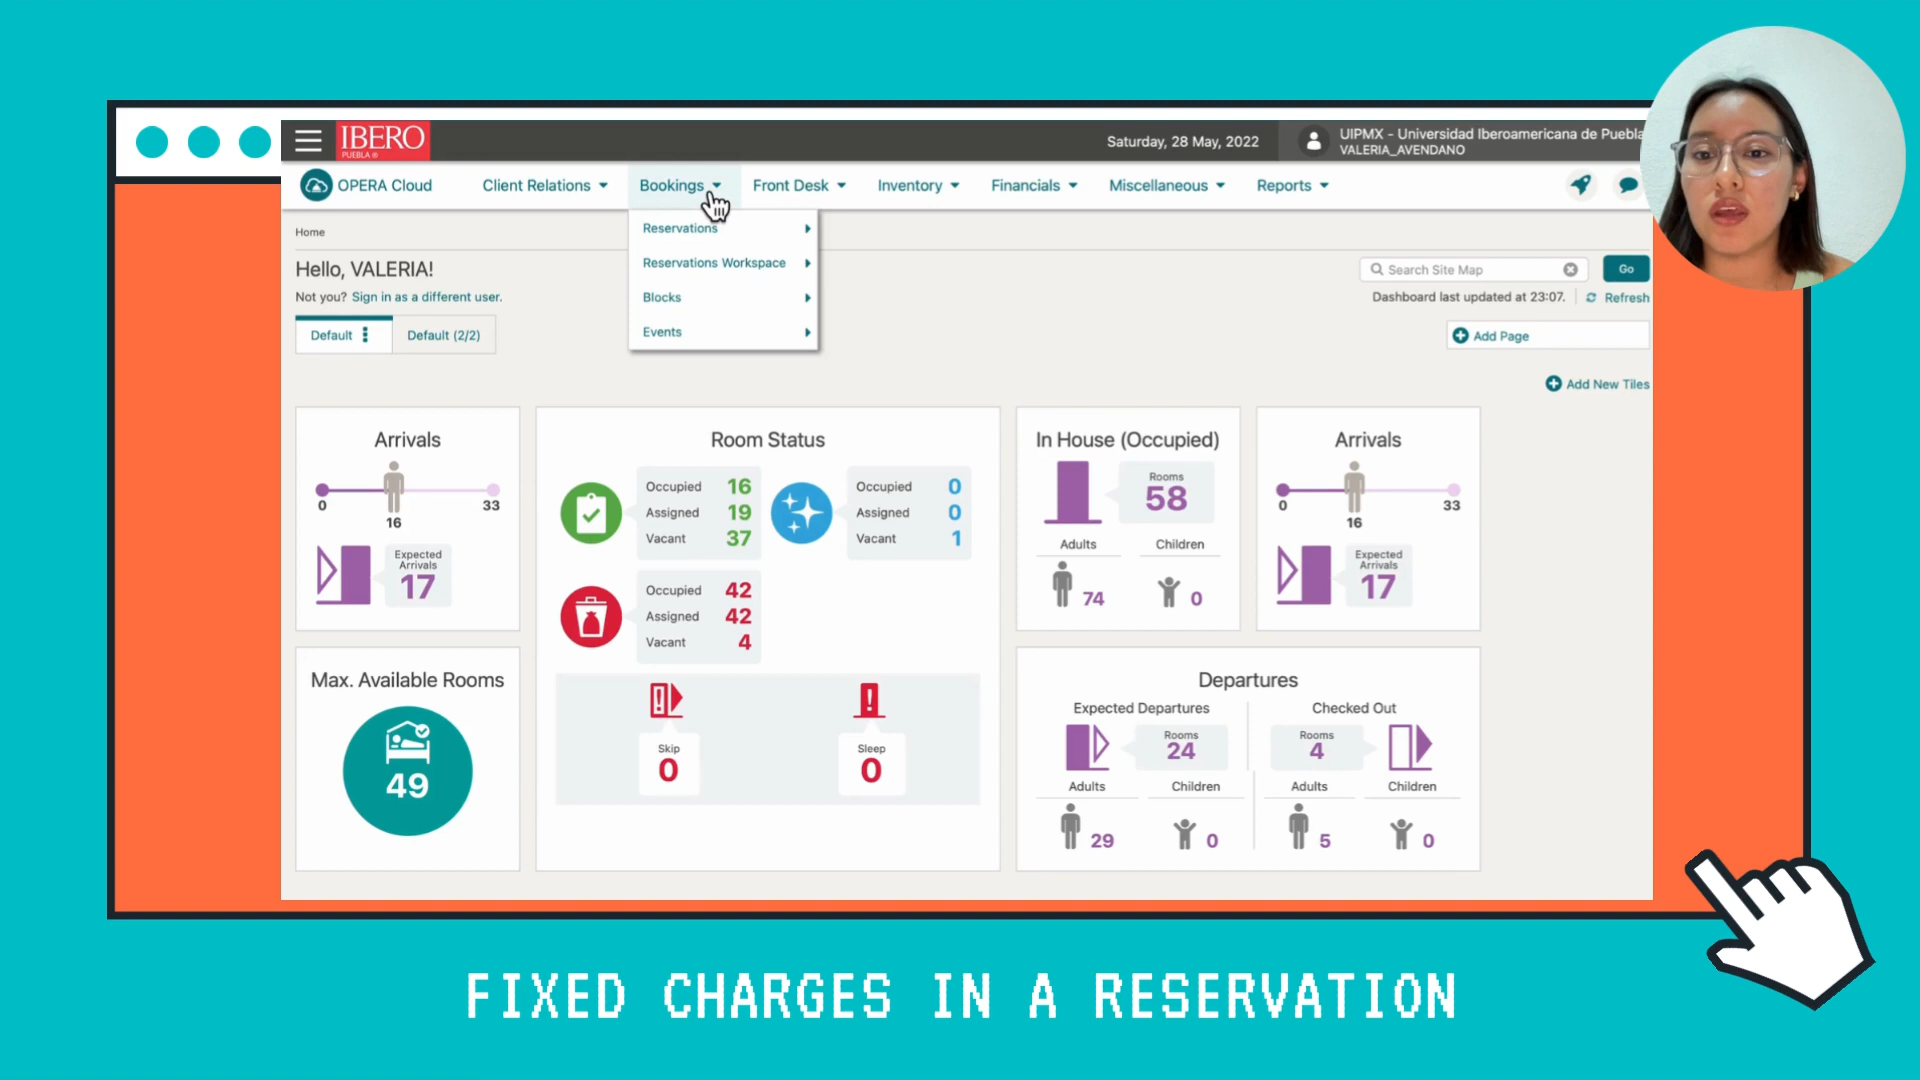 IBERO
PUEBLA ®
Saturday, 28 May, 2022
UIPMX - Universidad Iberoamericana de Puebla
VALERIA_AVENDANO
OPERA Cloud
Client Relations
Bookings
Front Desk
Inventory
Financials
Miscellaneous
Reports
Reservations
Reservations Workspace
Blocks
Events
Home
Hello, VALERIA!
Not you? Sign in as a different user.
Search Site Map
Go
Dashboard last updated at 23:07.
Refresh
Default
Default (2/2)
Add Page
Add New Tiles
Arrivals
0
16
33
Expected
Arrivals
17
Room Status
Occupied 16
Assigned 19
Vacant 37
Occupied 0
Assigned 0
Vacant 1
Occupied 42
Assigned 42
Vacant 4
Skip
0
Sleep
0
In House (Occupied)
Rooms
58
Adults
74
Children
0
Arrivals
0
16
33
Expected
Arrivals
17
Max. Available Rooms
49
Departures
Expected Departures
Rooms
24
Adults
29
Children
0
Checked Out
Rooms
4
Adults
5
Children
0
FIXED CHARGES IN A RESERVATION